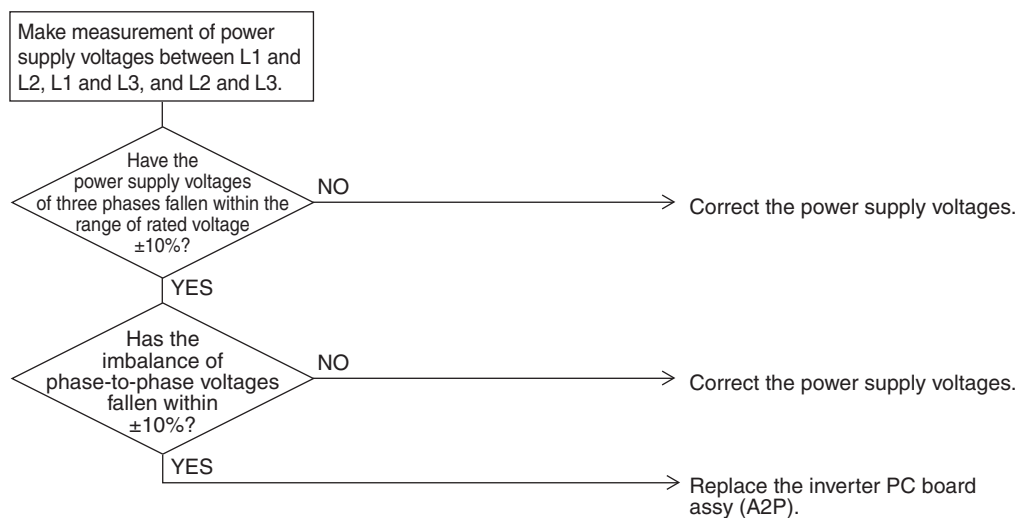 Make measurement of power
supply voltages between L1 and
L2, L1 and L3, and L2 and L3.
Have the
power supply voltages
of three phases fallen within the
range of rated voltage
±10%?
NO
Correct the power supply voltages.
YES
Has the
imbalance of
phase-to-phase voltages
fallen within
±10%?
NO
Correct the power supply voltages.
YES
Replace the inverter PC board
assy (A2P).